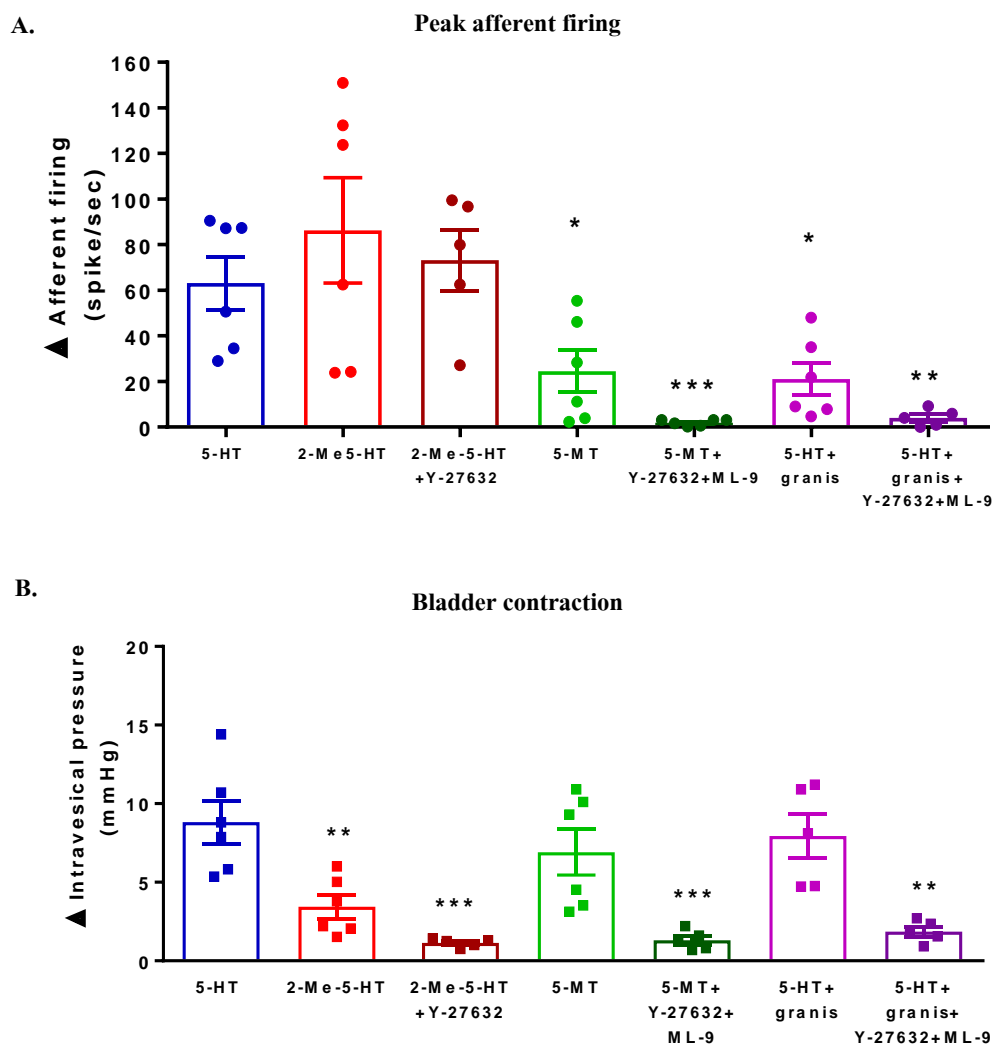 A.
Peak afferent firing
▲ Afferent firing
(spike/sec)
160
140
120
100
80
60
40
20
0
*
***
*
**
5-HT
2-Me5-HT
2-Me-5-HT
+Y-27632
5-MT
5-MT+
Y-27632+ML-9
5-HT+
granis
5-HT+
granis+
Y-27632+ML-9
B.
Bladder contraction
▲ Intravesical pressure
(mmHg)
20
15
10
5
0
**
***
***
**
5-HT
2-Me-5-HT
2-Me-5-HT
+Y-27632
5-MT
5-MT+
Y-27632+
ML-9
5-HT+
granis
5-HT+
granis+
Y-27632+ML-9